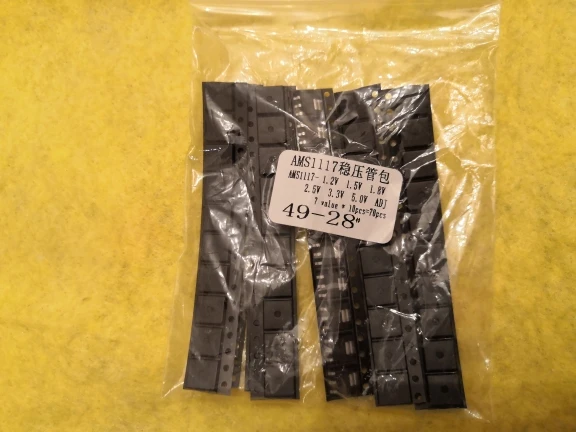 AMS1117稳压管包
AMS1117- 1.2V 1.5V 1.8V
2.5V 3.3V 5.0V ADJ
7 value * 10pcs=70pcs
49-28#